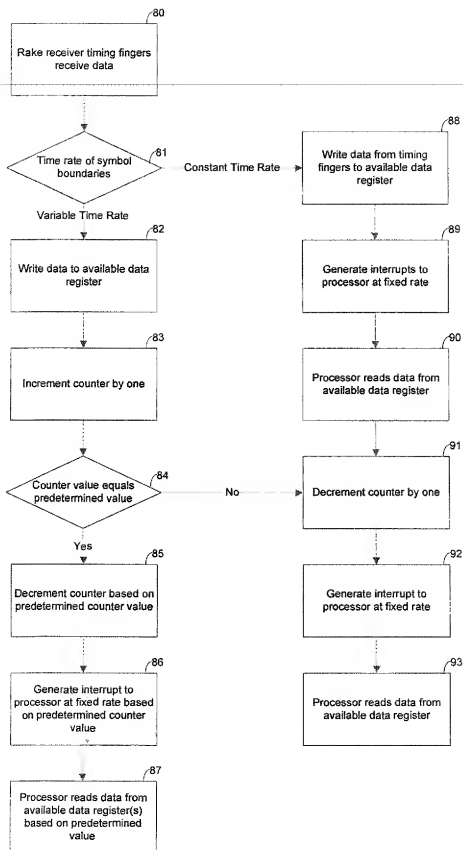 80
Rake receiver timing fingers
receive data
81
Time rate of symbol
boundaries
Constant Time Rate
88
Write data from timing
fingers to available data
register
Variable Time Rate
82
Write data to available data
register
89
Generate interrupts to
processor at fixed rate
83
Increment counter by one
90
Processor reads data from
available data register
84
Counter value equals
predetermined value
No
91
Decrement counter by one
Yes
85
Decrement counter based on
predetermined counter value
92
Generate interrupt to
processor at fixed rate
86
Generate interrupt to
processor at fixed rate based
on predetermined counter
value
93
Processor reads data from
available data register
87
Processor reads data from
available data register(s)
based on predetermined
value